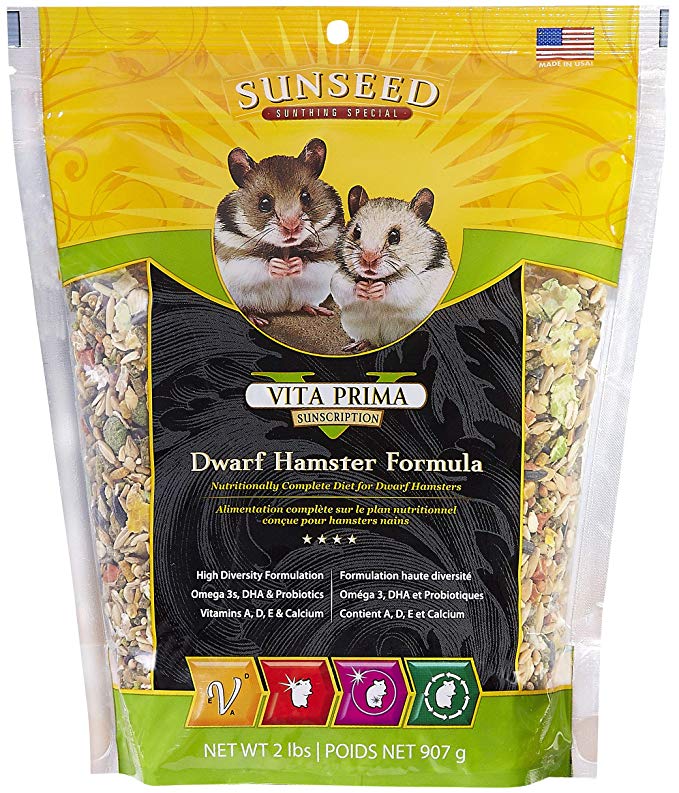 MADE IN USA!
SUNSEED
SUNTHING SPECIAL
VITA PRIMA
SUNSCRIPTION
Dwarf Hamster Formula
Nutritionally Complete Diet for Dwarf Hamsters
Alimentation complète sur le plan nutritionnel
conçue pour hamsters nains
High Diversity Formulation
Omega 3s, DHA & Probiotics
Vitamins A, D, E & Calcium
Formulation haute diversité
Oméga 3, DHA et Probiotiques
Contient A, D, E et Calcium
V
E
A
D
NET WT 2 lbs | POIDS NET 907 g